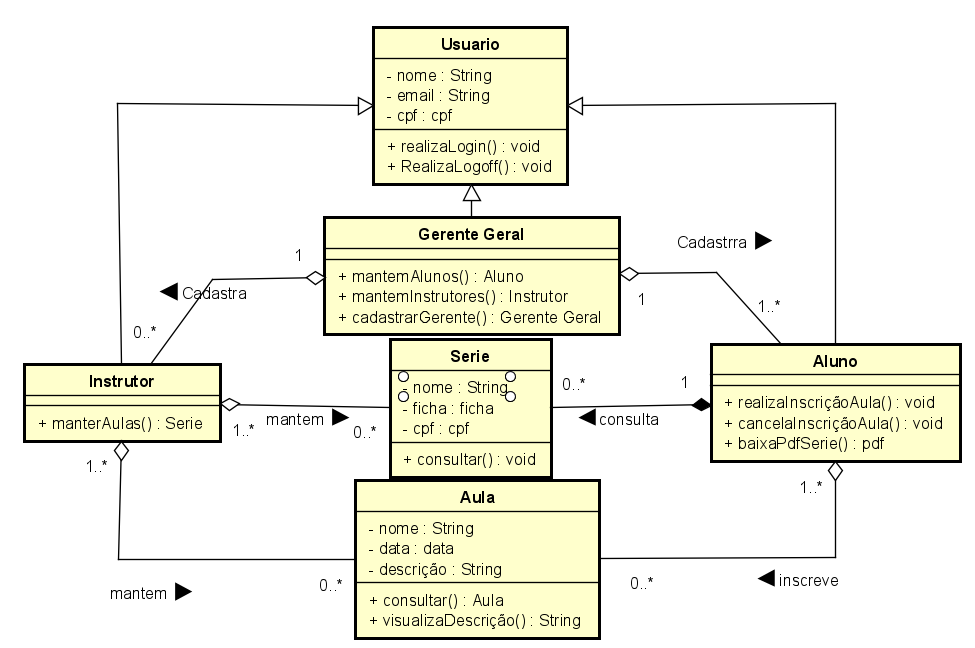 Usuario
- nome : String
- email : String
- cpf : cpf
+ realizaLogin() : void
+ RealizaLogoff() : void
Gerente Geral
+ mantemAlunos() : Aluno
+ mantemInstrutores() : Instrutor
+ cadastrarGerente() : Gerente Geral
1
Cadastra
0..*
Cadastrra
1
1..*
Instrutor
+ manterAulas() : Serie
Serie
- nome : String
- ficha : ficha
- cpf : cpf
+ consultar() : void
Aluno
+ realizaInscriçãoAula() : void
+ cancelaInscriçãoAula() : void
+ baixaPdfSerie() : pdf
1..*
mantem
0..*
0..*
consulta
1
1..*
mantem
0..*
Aula
- nome : String
- data : data
- descrição : String
+ consultar() : Aula
+ visualizaDescrição() : String
1..*
0..*
inscreve